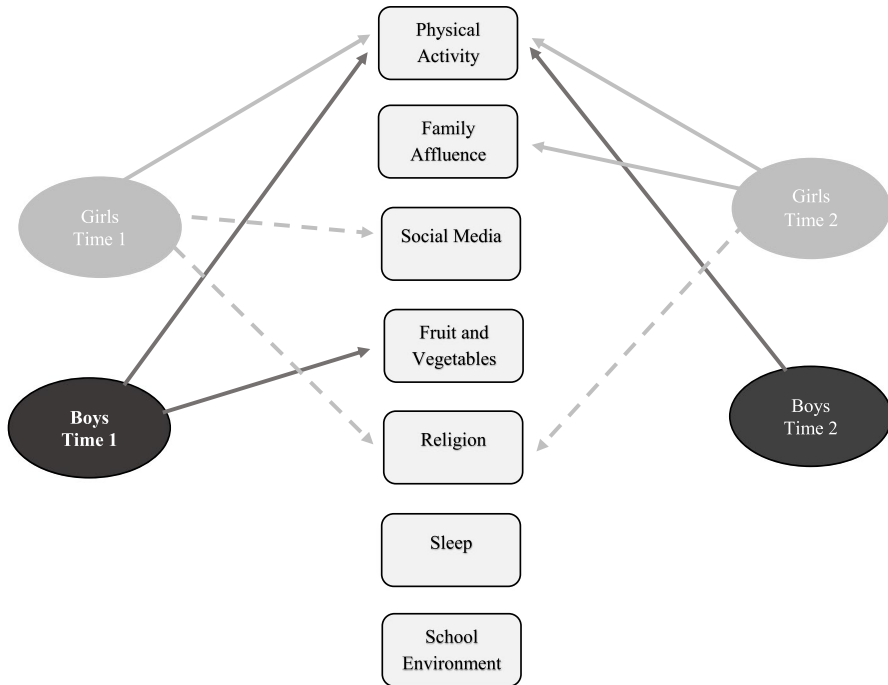 Physical
Activity
Family
Affluence
Girls
Time 1
Social Media
Girls
Time 2
Fruit and
Vegetables
Boys
Time 1
Religion
Boys
Time 2
Sleep
School
Environment